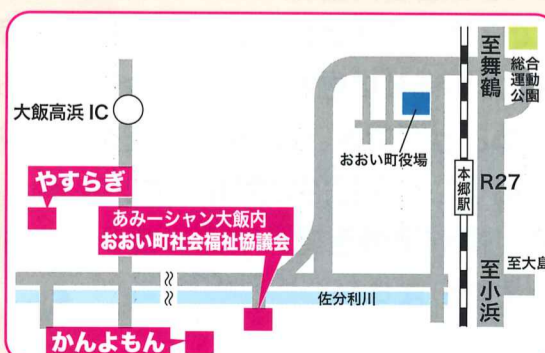 至舞鶴
総合
運動
公園
大飯高浜 IC
おおい町役場
やすらぎ
本郷駅
R27
あみーシャン大飯内
おおい町社会福祉協議会
至大島
至小浜
佐分利川
かんよもん